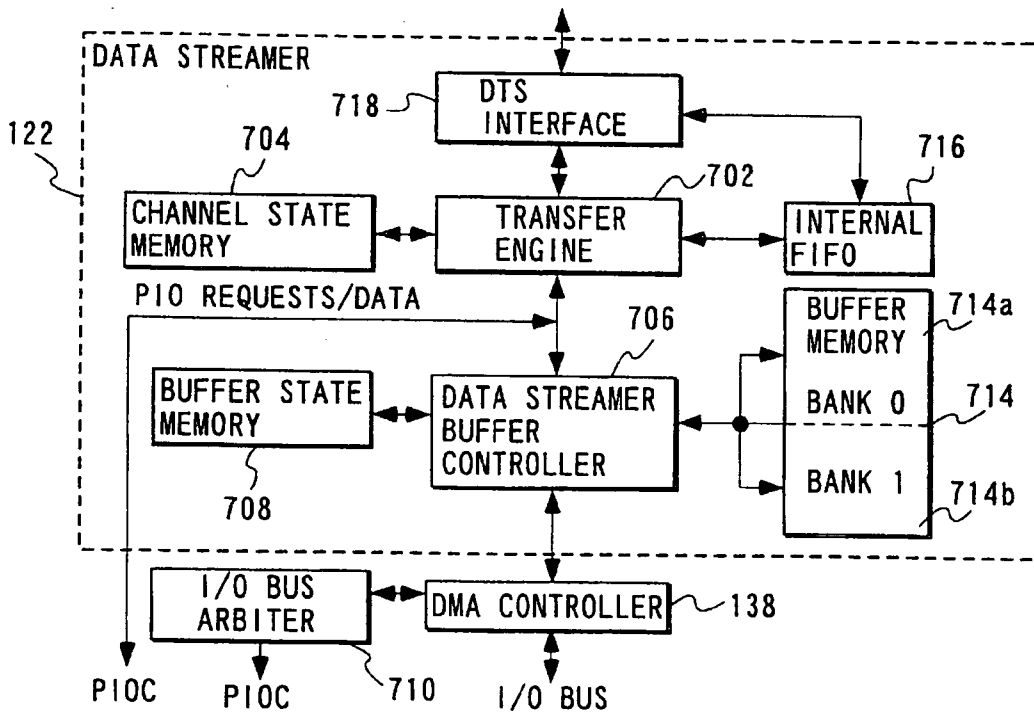 DATA STREAMER
122
718
DTS
INTERFACE
704
702
716
CHANNEL STATE
MEMORY
TRANSFER
ENGINE
INTERNAL
FIFO
PIO REQUESTS/DATA
706
BUFFER
MEMORY
714a
BUFFER STATE
MEMORY
DATA STREAMER
BUFFER
CONTROLLER
BANK 0
714
BANK 1
708
714b
I/O BUS
ARBITER
DMA CONTROLLER
138
PIOC
PIOC
710
I/O BUS